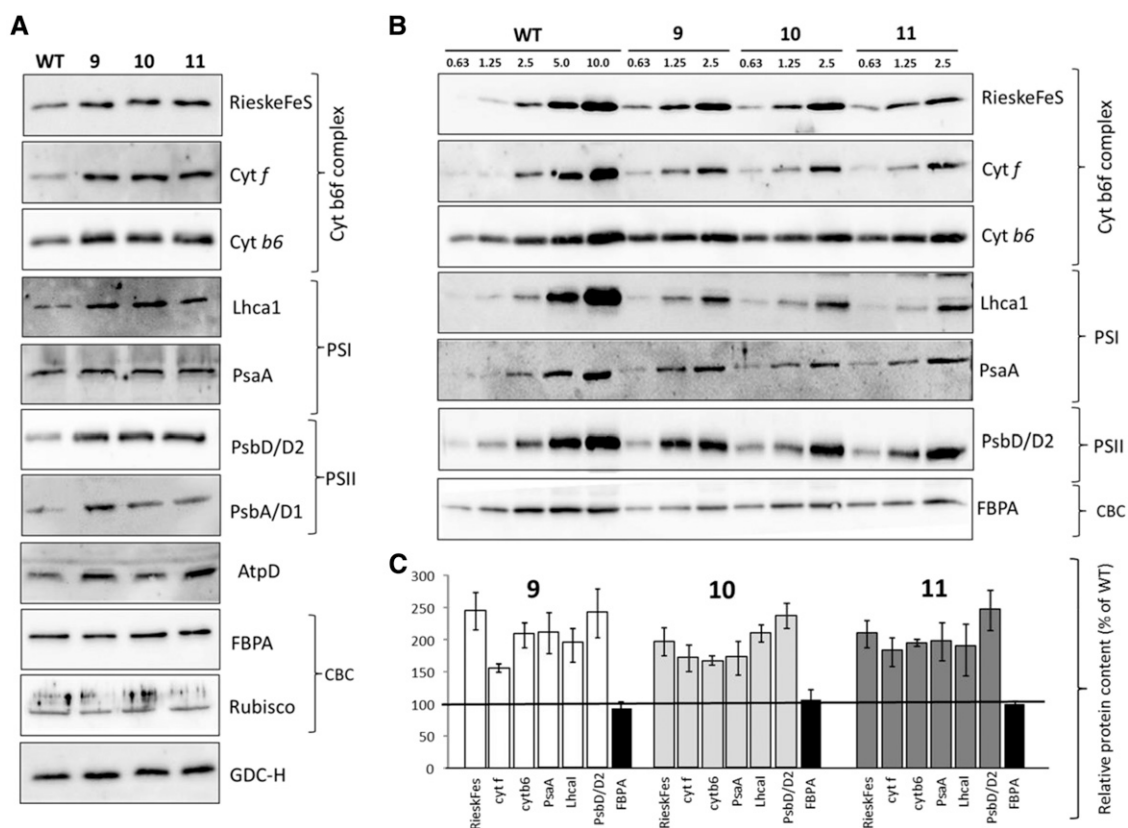 A
WT 9 10 11
RieskeFeS
Cyt f
Cyt b6
Cyt b6f complex
Lhca1
PsaA
PSI
PsbD/D2
PsbA/D1
PSII
AtpD
FBPA
Rubisco
CBC
GDC-H
B
WT 9 10 11
0.63 1.25 2.5 5.0 10.0 0.63 1.25 2.5 0.63 1.25 2.5 0.63 1.25 2.5
RieskeFeS
Cyt f
Cyt b6
Cyt b6f complex
Lhca1
PsaA
PSI
PsbD/D2
PSII
FBPA
CBC
C
9 10 11
300
250
200
150
100
50
0
RieskFes cyt f cytb6 PsaA LhcaI PsbD/D2 FBPA RieskFes cyt f cytb6 PsaA LhcaI PsbD/D2 FBPA RieskFes cyt f cytb6 PsaA LhcaI PsbD/D2 FBPA
Relative protein content (% of WT)